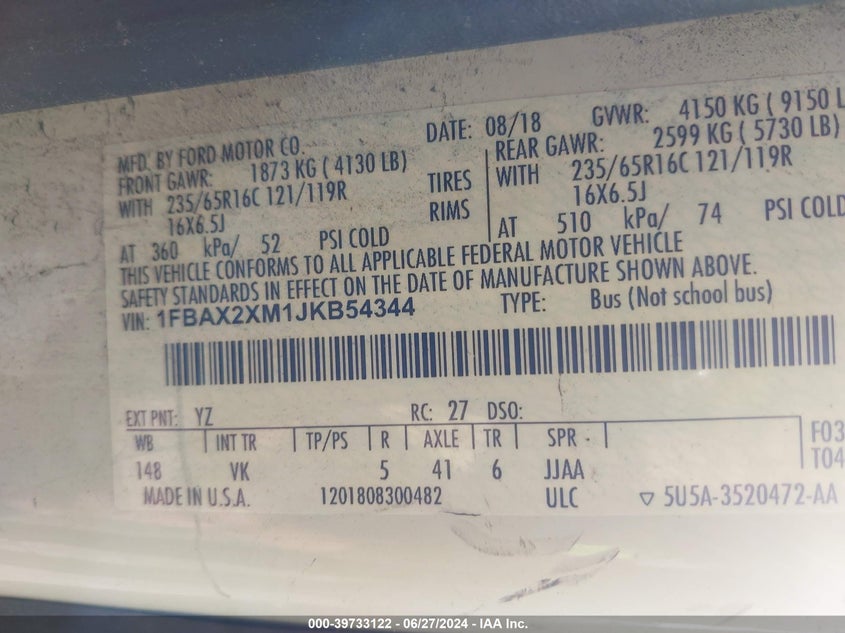 MFD. BY FORD MOTOR CO. DATE: 08/18 GVWR: 4150 KG ( 9150 L
FRONT GAWR: 1873 KG ( 4130 LB) REAR GAWR: 2599 KG ( 5730 LB)
WITH 235/65R16C 121/119R TIRES WITH 235/65R16C 121/119R
16X6.5J RIMS 16X6.5J
AT 360 kPa/ 52 PSI COLD AT 510 kPa/ 74 PSI COLD
THIS VEHICLE CONFORMS TO ALL APPLICABLE FEDERAL MOTOR VEHICLE
SAFETY STANDARDS IN EFFECT ON THE DATE OF MANUFACTURE SHOWN ABOVE.
VIN: 1FBAX2XM1JKB54344 TYPE: Bus (Not school bus)
EXT PNT: YZ RC: 27 DSO:
WB INT TR TP/PS R AXLE TR SPR F03
148 VK 5 41 6 JJAA T04
MADE IN U.S.A. 1201808300482 ULC ▽ 5U5A-3520472-AA
000-39733122 - 06/27/2024 - IAA Inc.